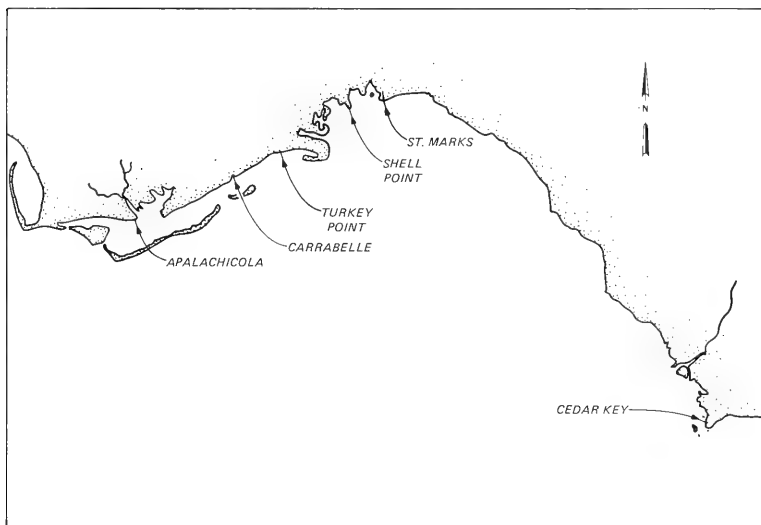 N
ST. MARKS
SHELL
POINT
TURKEY
POINT
CARRABELLE
APALACHICOLA
CEDAR KEY